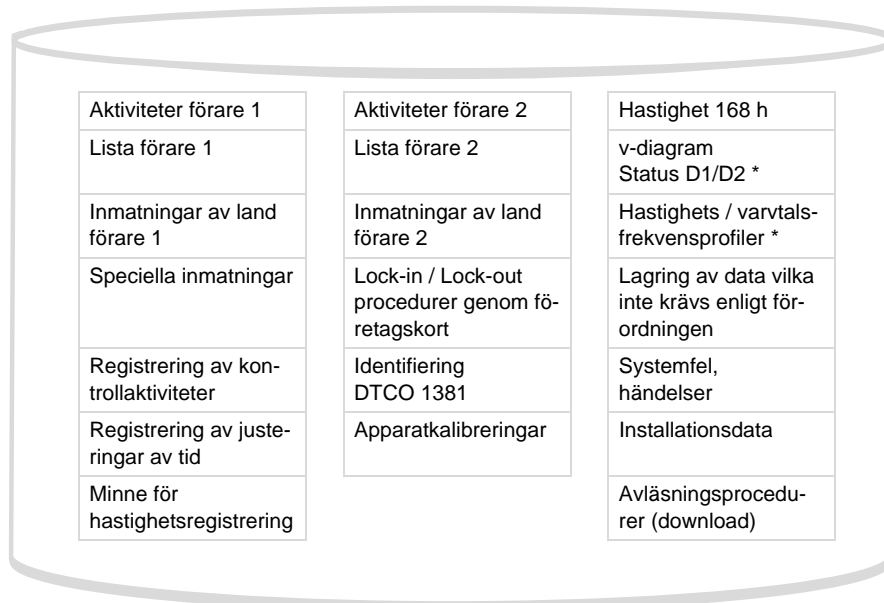 Aktiviteter förare 1
Lista förare 1
Inmatningar av land
förare 1
Speciella inmatningar
Registrering av kon-
trollaktiviteter
Registrering av juste-
ringar av tid
Minne för
hastighetsregistrering
Aktiviteter förare 2
Lista förare 2
Inmatningar av land
förare 2
Lock-in / Lock-out
procedurer genom fö-
retagskort
Identifiering
DTCO 1381
Apparatkalibreringar
Hastighet 168 h
v-diagram
Status D1/D2 *
Hastighets / varvtals-
frekvensprofiler *
Lagring av data vilka
inte krävs enligt för-
ordningen
Systemfel,
händelser
Installationsdata
Avläsningsprocedu-
rer (download)